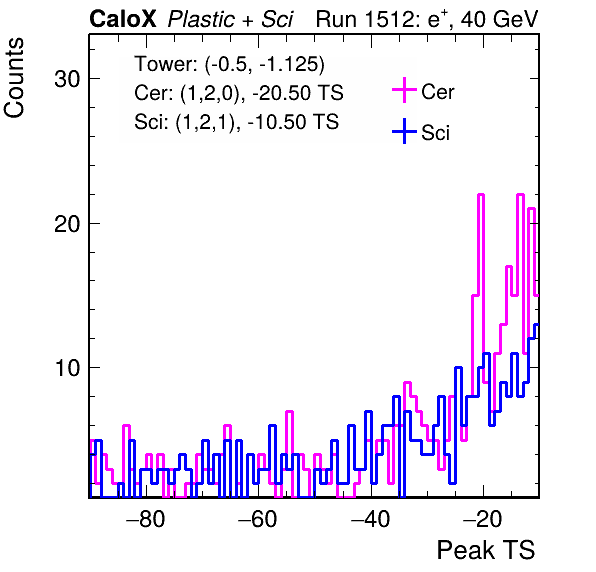 CaloX Plastic + Sci Run 1512: e+, 40 GeV
Counts
30
20
10
Tower: (-0.5, -1.125)
Cer: (1,2,0), -20.50 TS
Sci: (1,2,1), -10.50 TS
Cer
Sci
−80 −60 −40 −20
Peak TS